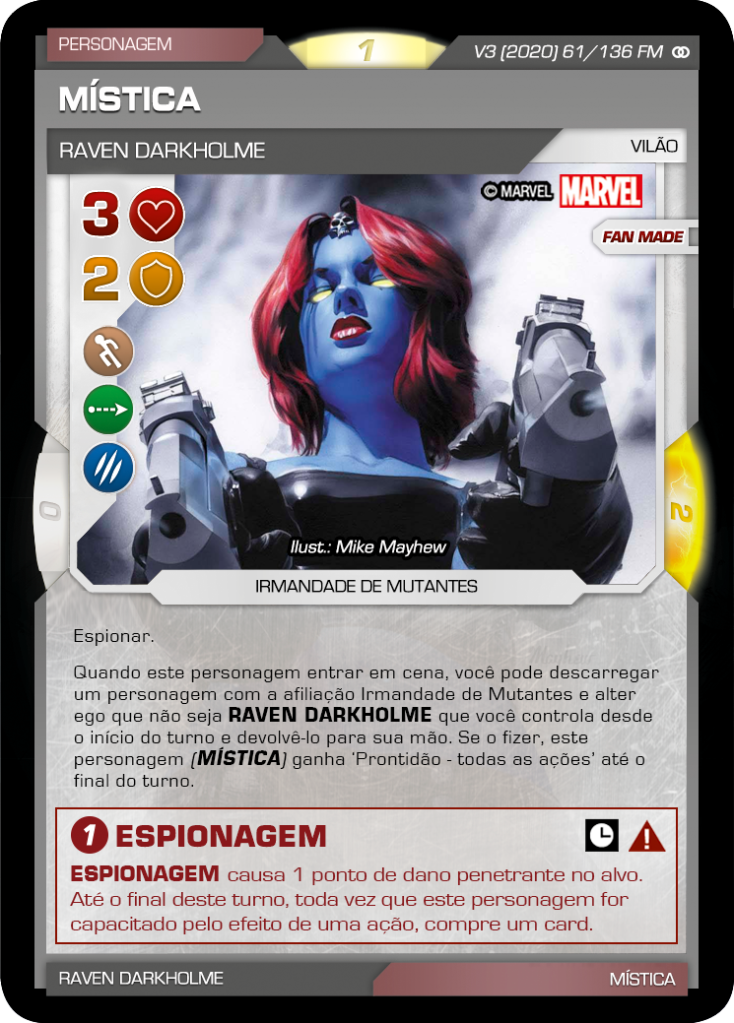 PERSONAGEM
1
V3 (2020) 61/136 FM
MÍSTICA
RAVEN DARKHOLME
VILÃO
© MARVEL MARVEL
3
FAN MADE
2
0
2
Ilust.: Mike Mayhew
IRMANDADE DE MUTANTES
Espionar.
Quando este personagem entrar em cena, você pode descarregar
um personagem com a afiliação Irmandade de Mutantes e alter
ego que não seja RAVEN DARKHOLME que você controla desde
o início do turno e devolvê-lo para sua mão. Se o fizer, este
personagem (MÍSTICA) ganha ‘Prontidão - todas as ações’ até o
final do turno.
1 ESPIONAGEM
ESPIONAGEM causa 1 ponto de dano penetrante no alvo.
Até o final deste turno, toda vez que este personagem for
capacitado pelo efeito de uma ação, compre um card.
RAVEN DARKHOLME
MÍSTICA